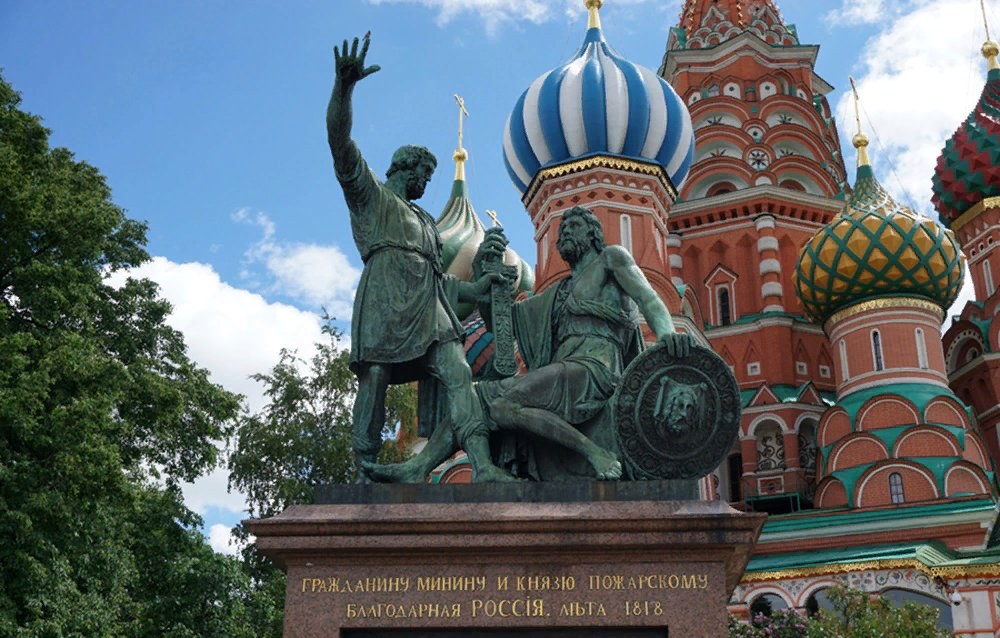 ГРАЖДАНИНУ МИНИНУ И КНЯЗЮ ПОЖАРСКОМУ
БЛАГОДАРНАЯ РОССІЯ. ЛѢТА 1818.